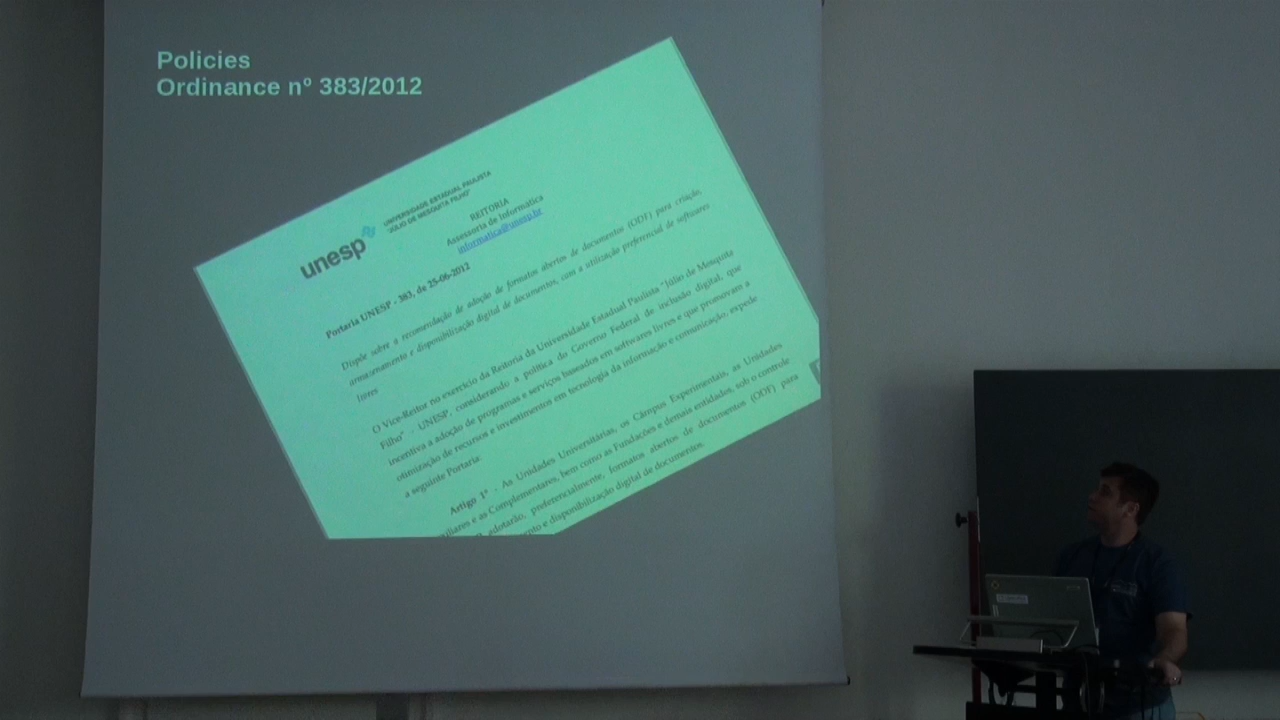 Policies
Ordinance nº 383/2012
unesp
UNIVERSIDADE ESTADUAL PAULISTA
"JÚLIO DE MESQUITA FILHO"
REITORIA
Assessoria de Informática
informatica@unesp.br
Portaria UNESP - 383, de 25-06-2012
Dispõe sobre a recomendação de adoção de formatos abertos de documentos (ODF) para criação,
armazenamento e disponibilização digital de documentos, com a utilização preferencial de softwares
livres
O Vice-Reitor no exercício da Reitoria da Universidade Estadual Paulista "Júlio de Mesquita
Filho" - UNESP, considerando a política do Governo Federal de inclusão digital, que
incentiva a adoção de programas e serviços baseados em softwares livres e que promovam a
otimização de recursos e investimentos em tecnologia da informação e comunicação, expede
a seguinte Portaria:
Artigo 1º - As Unidades Universitárias, os Câmpus Experimentais, as Unidades
xiliares e as Complementares, bem como as Fundações e demais entidades, sob o controle
adotarão, preferencialmente, formatos abertos de documentos (ODF) para
nto e disponibilização digital de documentos.